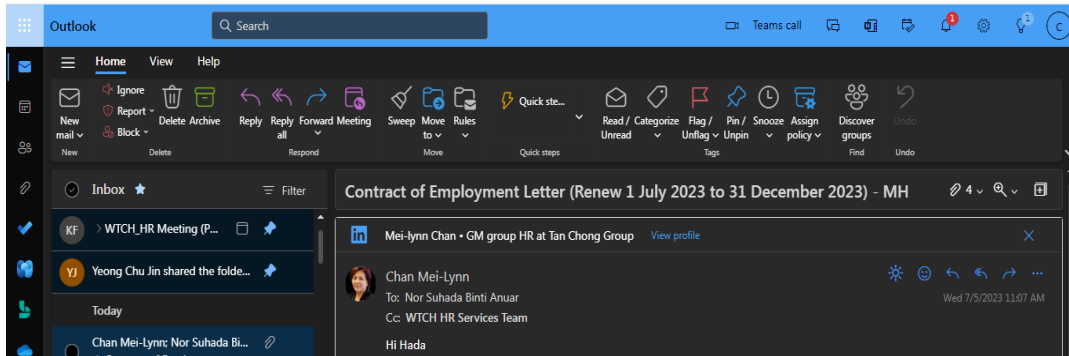 Outlook
Search
Teams call
1
1
C
Home View Help
New mail
Ignore
Report
Block
Delete Archive
Reply Reply all Forward Meeting
Sweep Move to Rules
Quick ste...
Read / Unread Categorize Flag / Unflag Pin / Unpin Snooze Assign policy
Discover groups
Undo
New Delete Respond Move Quick steps Tags Find Undo
Inbox
Filter
KF WTCH_HR Meeting (P...
YJ Yeong Chu Jin shared the folde...
Today
Chan Mei-Lynn; Nor Suhada Bi...
Contract of Employment Letter (Renew 1 July 2023 to 31 December 2023) - MH
4
in Mei-lynn Chan • GM group HR at Tan Chong Group View profile
Chan Mei-Lynn
To: Nor Suhada Binti Anuar
Wed 7/5/2023 11:07 AM
Cc: WTCH HR Services Team
Hi Hada